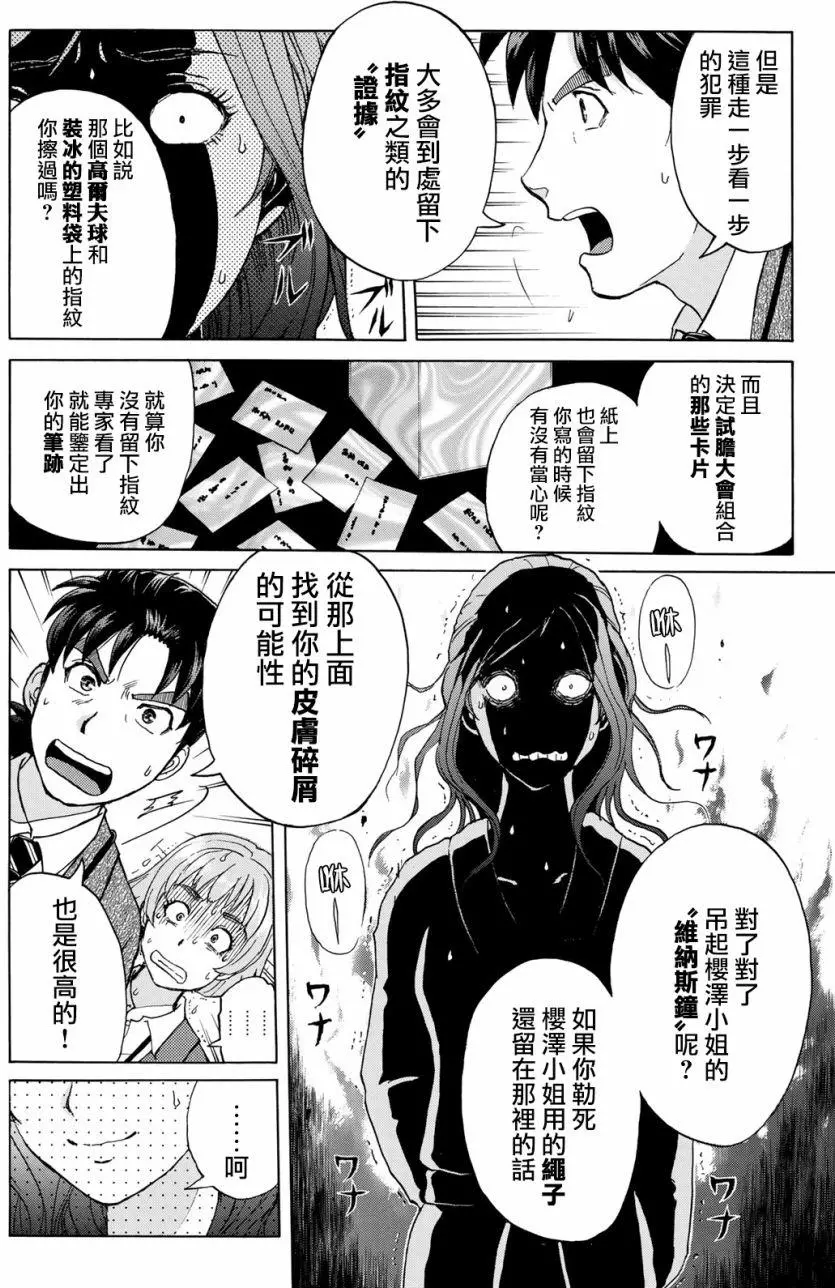 但是
這種走一步看一步
的犯罪
大多會到處留下
指紋之類的
〝證據〞
比如説
那個高爾夫球和
裝冰的塑料袋上的指紋
你擦過嗎？
ブル
ブル
而且
決定試膽大會組合
的那些卡片
紙上
也會留下指紋
你寫的時候
有沒有當心呢？
就算你
沒有留下指紋
專家看了
就能鑒定出
你的筆跡
咻—
ワナ
對了對了
吊起櫻澤小姐的
〝維納斯鐘〞呢？
咻—
ワナ
如果你勒死
櫻澤小姐用的繩子
還留在那裡的話
ワナ
ワナ
從那上面
找到你的皮膚碎屑
的可能性
也是很高的！
……
……
……呵